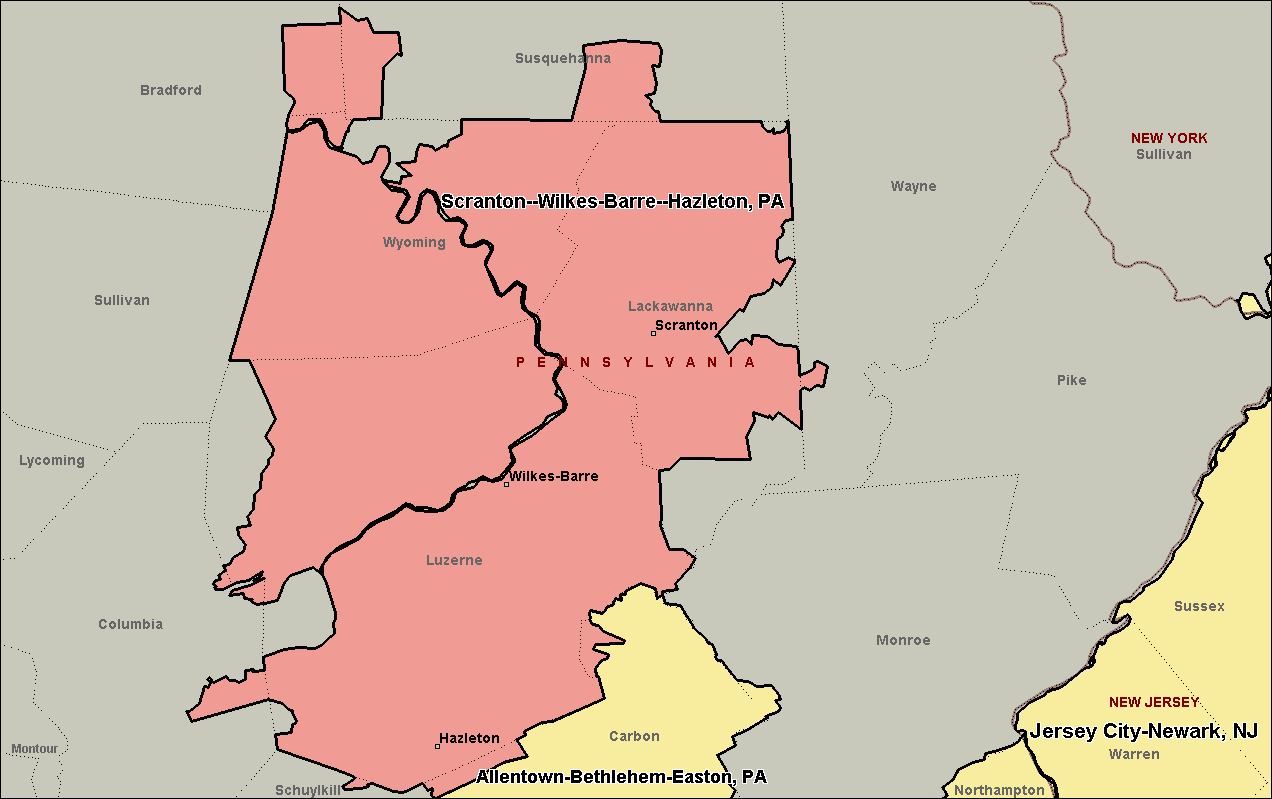 Susquehanna
Bradford
NEW YORK
Sullivan
Wayne
Scranton--Wilkes-Barre--Hazleton, PA
Wyoming
Sullivan
Lackawanna
Scranton
PENNSYLVANIA
Pike
Lycoming
Wilkes-Barre
Luzerne
Sussex
Columbia
Monroe
NEW JERSEY
Jersey City-Newark, NJ
Hazleton
Carbon
Montour
Warren
Allentown-Bethlehem-Easton, PA
Schuylkill
Northampton